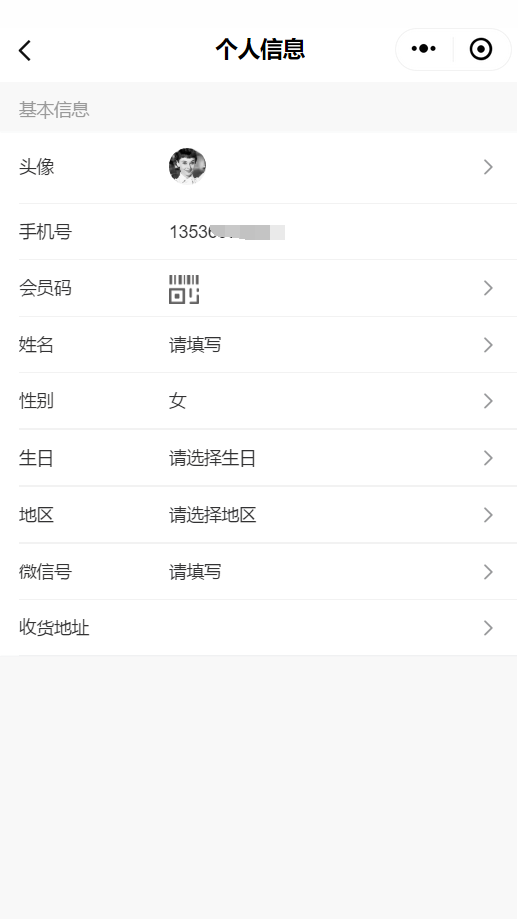 个人信息
基本信息
头像
手机号 1353
会员码
姓名 请填写
性别 女
生日 请选择生日
地区 请选择地区
微信号 请填写
收货地址